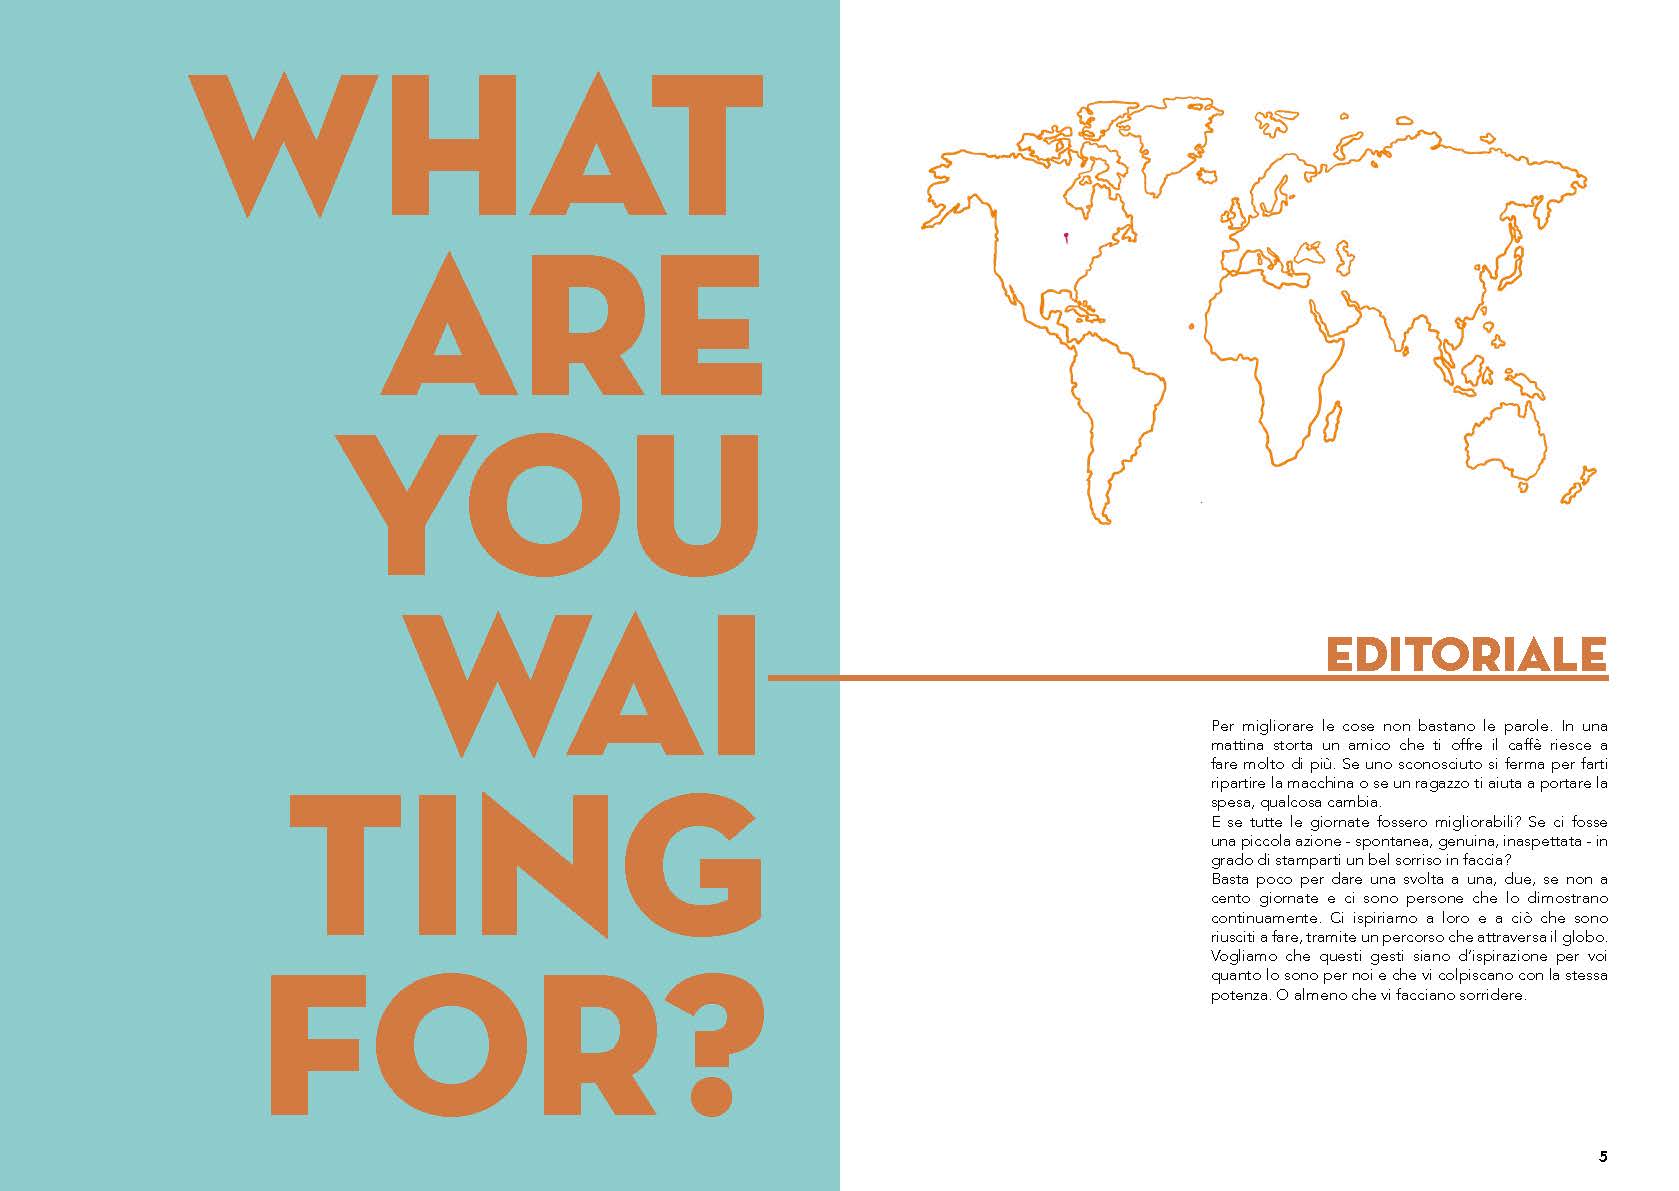 WHAT
ARE
YOU
WAI
TING
FOR?
EDITORIALE
Per migliorare le cose non bastano le parole. In una
mattina storta un amico che ti offre il caffè riesce a
fare molto di più. Se uno sconosciuto si ferma per farti
ripartire la macchina o se un ragazzo ti aiuta a portare la
spesa, qualcosa cambia.
E se tutte le giornate fossero migliorabili? Se ci fosse
una piccola azione - spontanea, genuina, inaspettata - in
grado di stamparti un bel sorriso in faccia?
Basta poco per dare una svolta a una, due, se non a
cento giornate e ci sono persone che lo dimostrano
continuamente. Ci ispiriamo a loro e a ciò che sono
riusciti a fare, tramite un percorso che attraversa il globo.
Vogliamo che questi gesti siano d'ispirazione per voi
quanto lo sono per noi e che vi colpiscano con la stessa
potenza. O almeno che vi facciano sorridere.
5